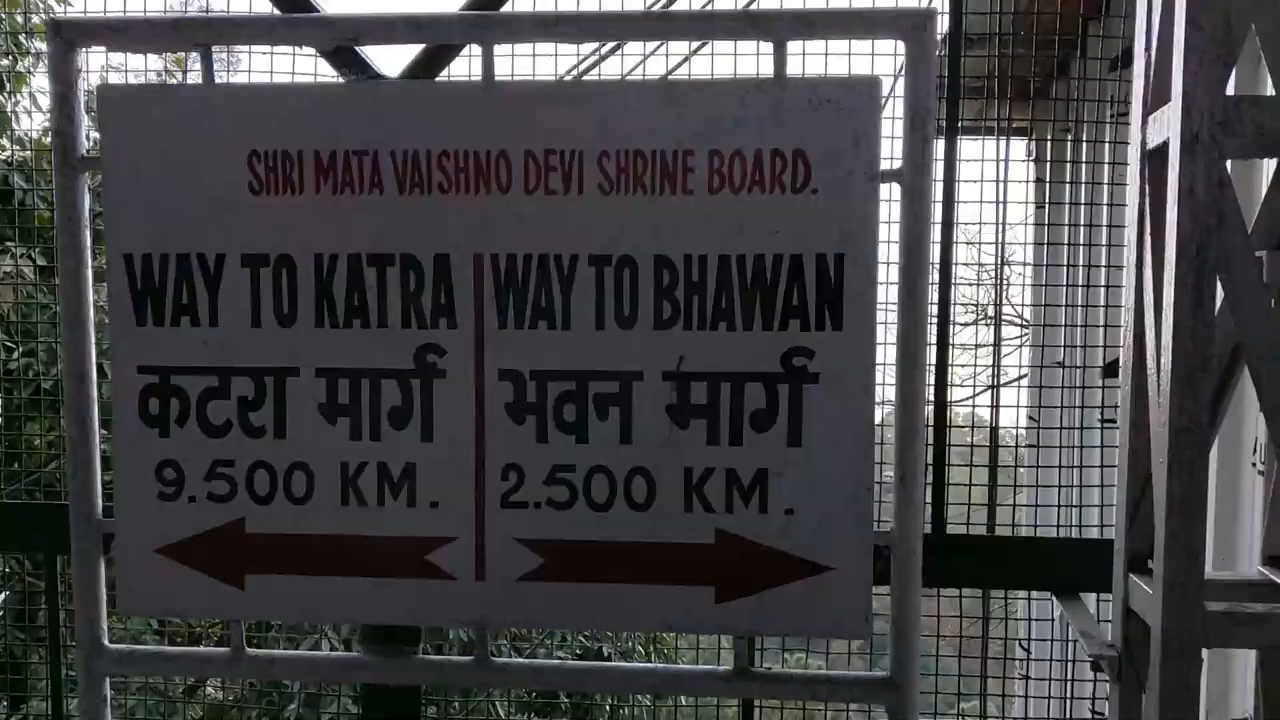 SHRI MATA VAISHNO DEVI SHRINE BOARD.
WAY TO KATRA
कटरा मार्ग
9.500 KM.
WAY TO BHAWAN
भवन मार्ग
2.500 KM.